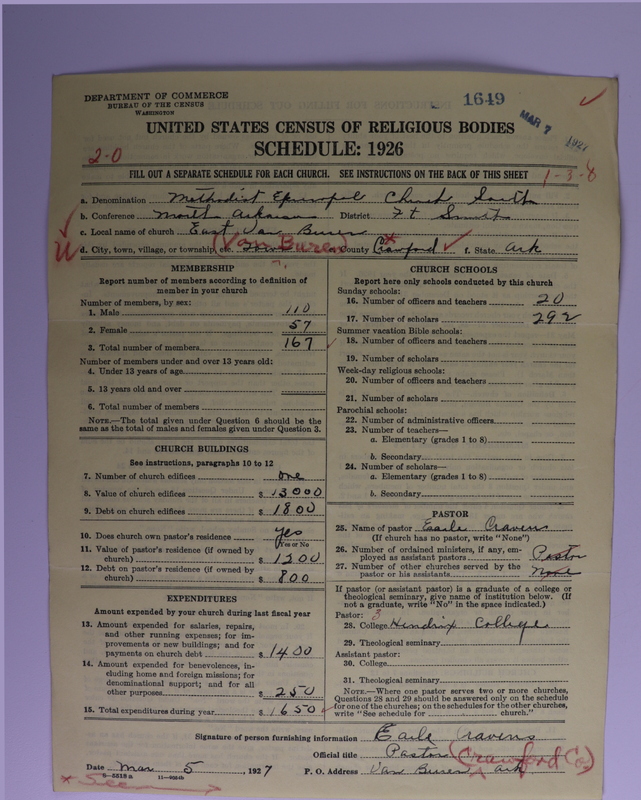 DEPARTMENT OF COMMERCE
BUREAU OF THE CENSUS
WASHINGTON
1649
MAR 7 1927
UNITED STATES CENSUS OF RELIGIOUS BODIES
SCHEDULE: 1926
2-0
FILL OUT A SEPARATE SCHEDULE FOR EACH CHURCH. SEE INSTRUCTIONS ON THE BACK OF THIS SHEET
1-3-8
a. Denomination Methodist Episcopal Church South
b. Conference North Arkansas District Ft Smith
c. Local name of church East Van Buren
d. City, town, village, or township, etc. (Van Buren) e. County Crawford f. State Ark
MEMBERSHIP
Report number of members according to definition of member in your church
Number of members, by sex:
1. Male 110
2. Female 57
3. Total number of members 167
Number of members under and over 13 years old:
4. Under 13 years of age
5. 13 years old and over
6. Total number of members
NOTE.—The total given under Question 6 should be the same as the total of males and females given under Question 3.
CHURCH BUILDINGS
See instructions, paragraphs 10 to 12
7. Number of church edifices one
8. Value of church edifices $ 13000
9. Debt on church edifices $ 1800
10. Does church own pastor's residence yes
(Yes or No)
11. Value of pastor's residence (if owned by church) $ 1200
12. Debt on pastor's residence (if owned by church) $ 800
EXPENDITURES
Amount expended by your church during last fiscal year
13. Amount expended for salaries, repairs, and other running expenses; for improvements or new buildings; and for payments on church debt $ 1400
14. Amount expended for benevolences, including home and foreign missions; for denominational support; and for all other purposes $ 250
15. Total expenditures during year $ 1650
CHURCH SCHOOLS
Report here only schools conducted by this church
Sunday schools:
16. Number of officers and teachers 20
17. Number of scholars 292
Summer vacation Bible schools:
18. Number of officers and teachers
19. Number of scholars
Week-day religious schools:
20. Number of officers and teachers
21. Number of scholars
Parochial schools:
22. Number of administrative officers
23. Number of teachers—
a. Elementary (grades 1 to 8)
b. Secondary
24. Number of scholars—
a. Elementary (grades 1 to 8)
b. Secondary
PASTOR
25. Name of pastor Earle Cravens
(If church has no pastor, write "None")
26. Number of ordained ministers, if any, employed as assistant pastors Pastor
27. Number of other churches served by the pastor or his assistants None
If pastor (or assistant pastor) is a graduate of a college or theological seminary, give name of institution below. (If not a graduate, write "No" in the space indicated.)
Pastor: 3
28. College Hendrix College
29. Theological seminary
Assistant pastor:
30. College
31. Theological seminary
NOTE.—Where one pastor serves two or more churches, Questions 28 and 29 should be answered only on the schedule for one of the churches; on the schedules for the other churches, write "See schedule for church."
Signature of person furnishing information Earle Cravens
Official title Pastor
(Crawford Co)
Date Mar 5, 1927 P. O. Address Van Buren Ark
8-5518a 11-9664b
* See